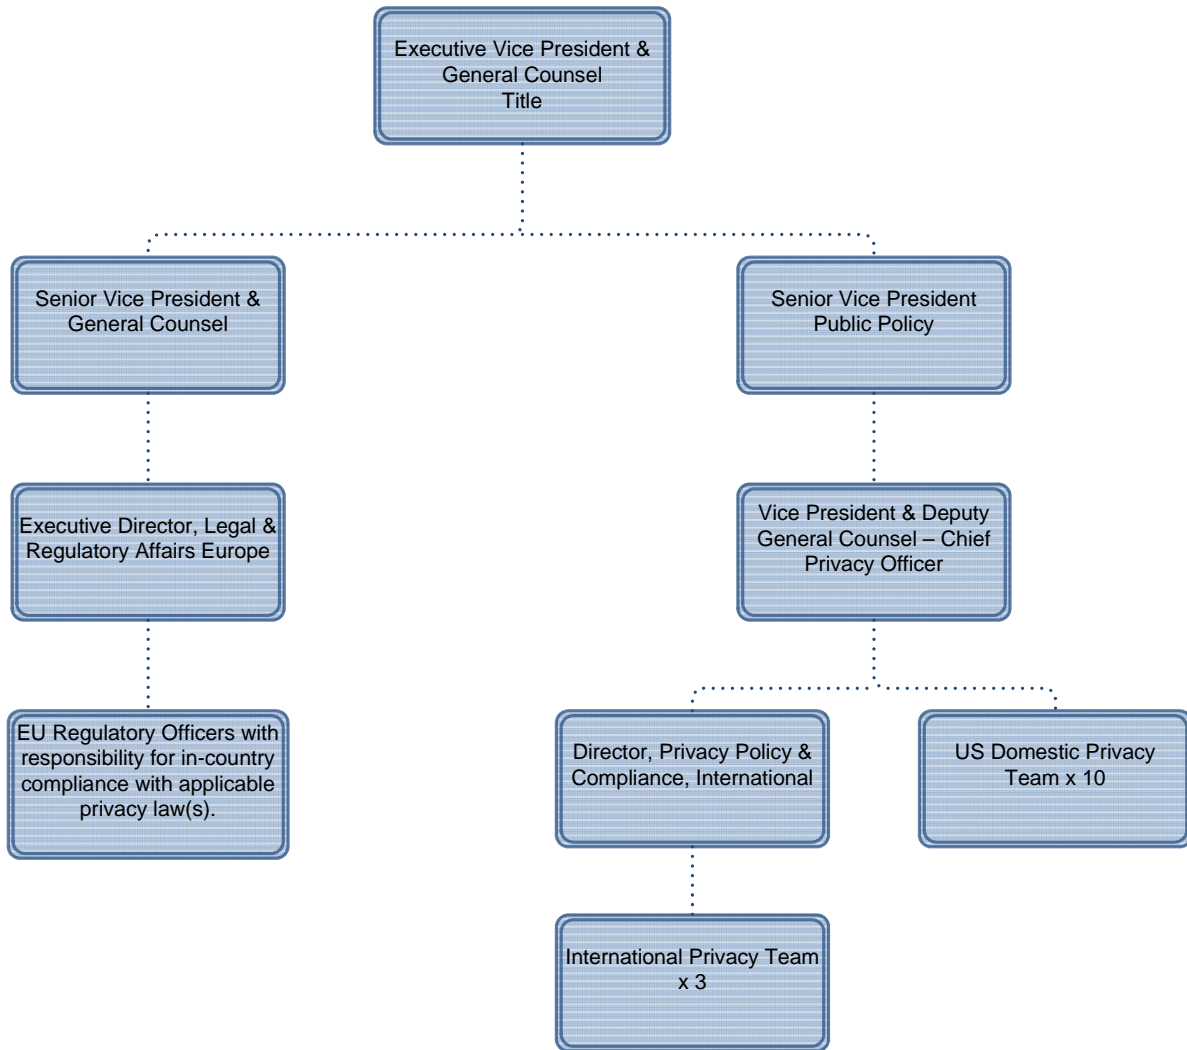 Executive Vice President &
General Counsel
Title
Senior Vice President &
General Counsel
Senior Vice President
Public Policy
Executive Director, Legal &
Regulatory Affairs Europe
Vice President & Deputy
General Counsel – Chief
Privacy Officer
EU Regulatory Officers with
responsibility for in-country
compliance with applicable
privacy law(s).
Director, Privacy Policy &
Compliance, International
US Domestic Privacy
Team x 10
International Privacy Team
x 3